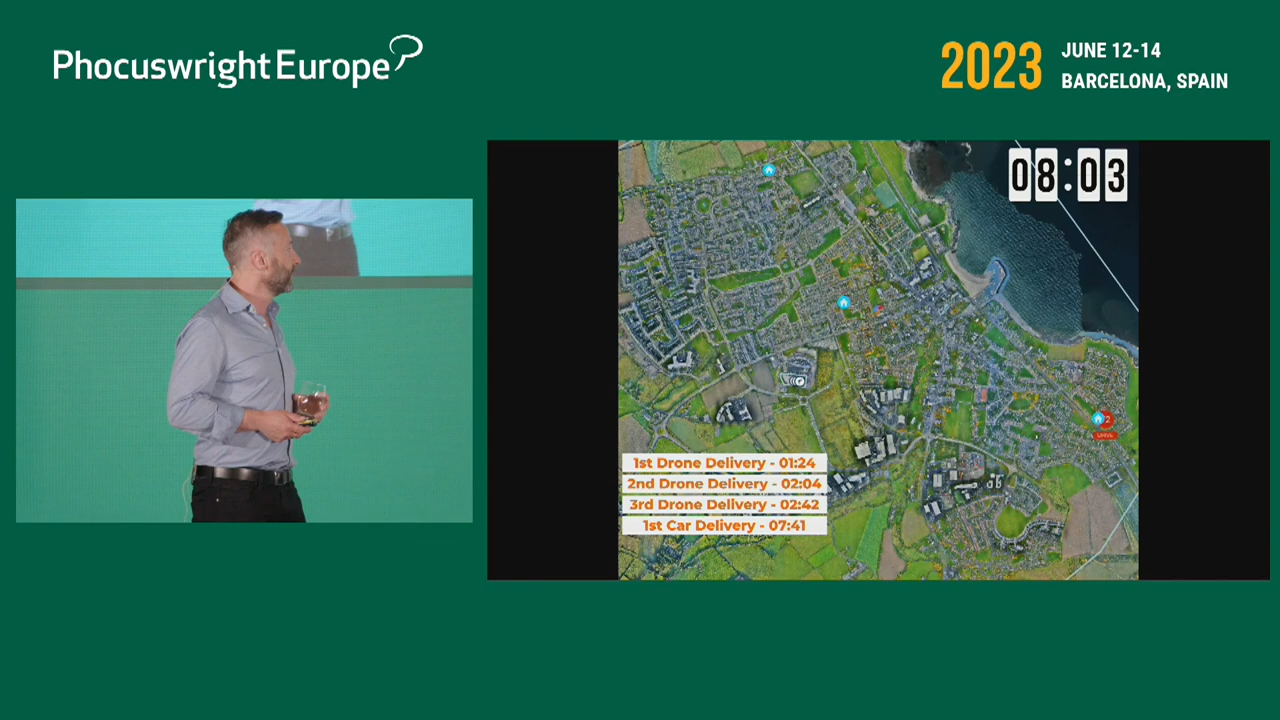 Phocuswright Europe
2023
JUNE 12-14
BARCELONA, SPAIN
08:03
2
1st Drone Delivery - 01:24
2nd Drone Delivery - 02:04
3rd Drone Delivery - 02:42
1st Car Delivery - 07:41